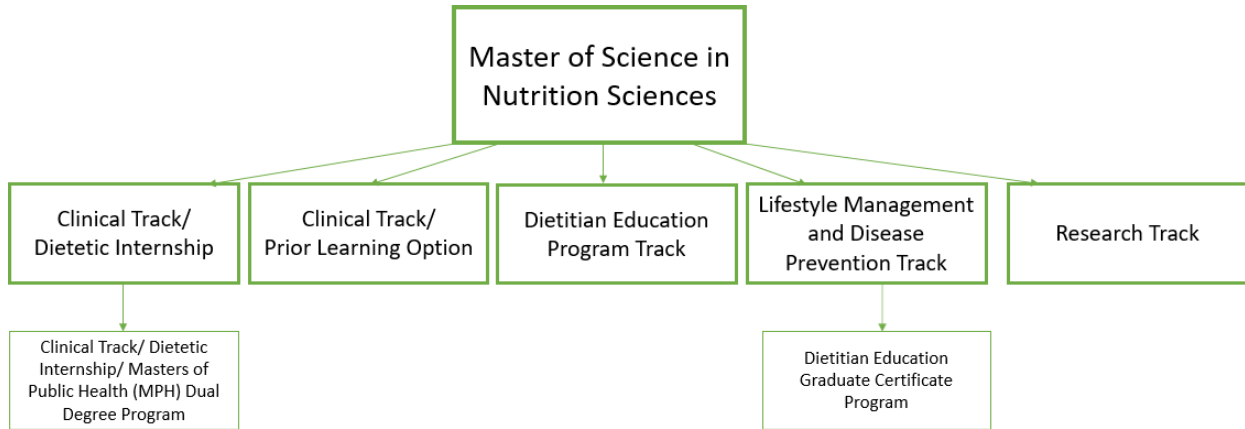 Master of Science in
Nutrition Sciences
Clinical Track/
Dietetic Internship
Clinical Track/
Prior Learning Option
Dietitian Education
Program Track
Lifestyle Management
and Disease
Prevention Track
Research Track
Clinical Track/ Dietetic
Internship/ Masters of
Public Health (MPH) Dual
Degree Program
Dietitian Education
Graduate Certificate
Program